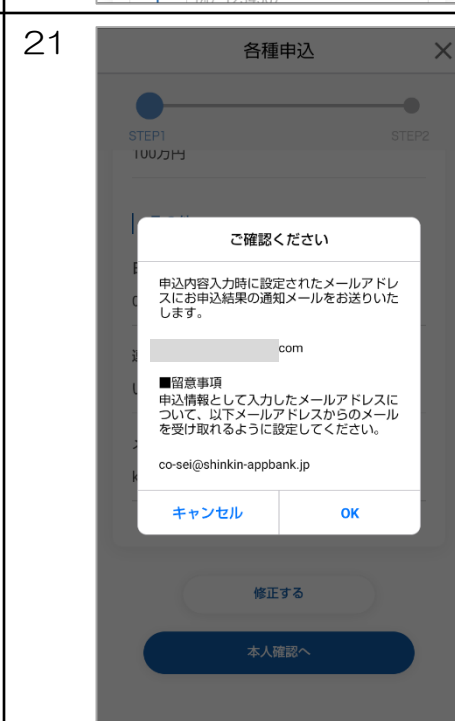 21
各種申込
STEP1
STEP2
100万円
ご確認ください
申込内容入力時に設定されたメールアドレ
スにお申込結果の通知メールをお送りいた
します。
com
■留意事項
申込情報として入力したメールアドレスに
ついて、以下メールアドレスからのメール
を受け取れるように設定してください。
co-sei@shinkin-appbank.jp
キャンセル
OK
修正する
本人確認へ